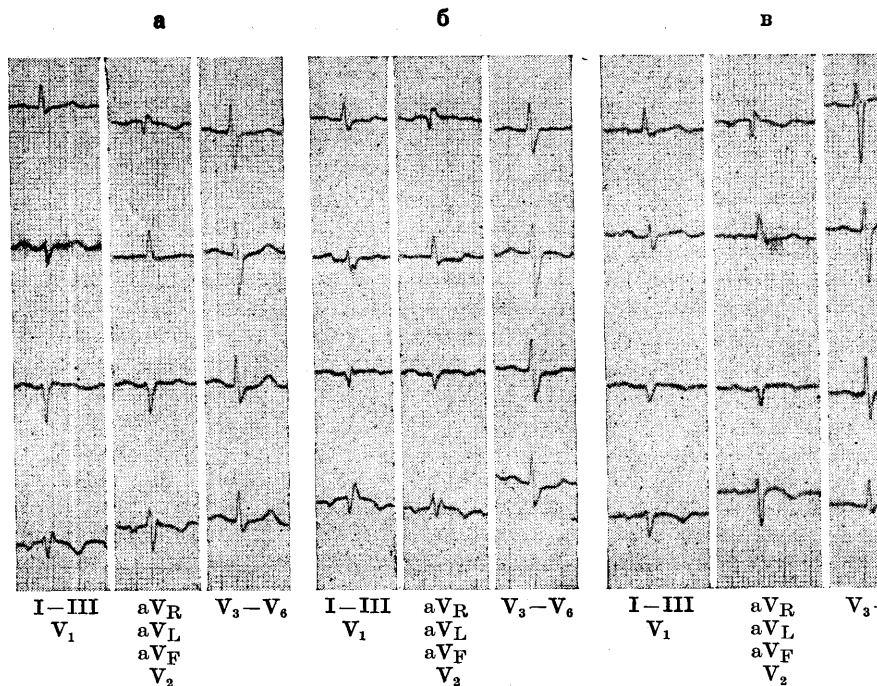 а б в
I–III aVR V₃–V₆ I–III aVR V₃–V₆ I–III aVR V₃-
V₁ aVL V₁ aVL V₁ aVL
aVF aVF aVF
V₂ V₂ V₂